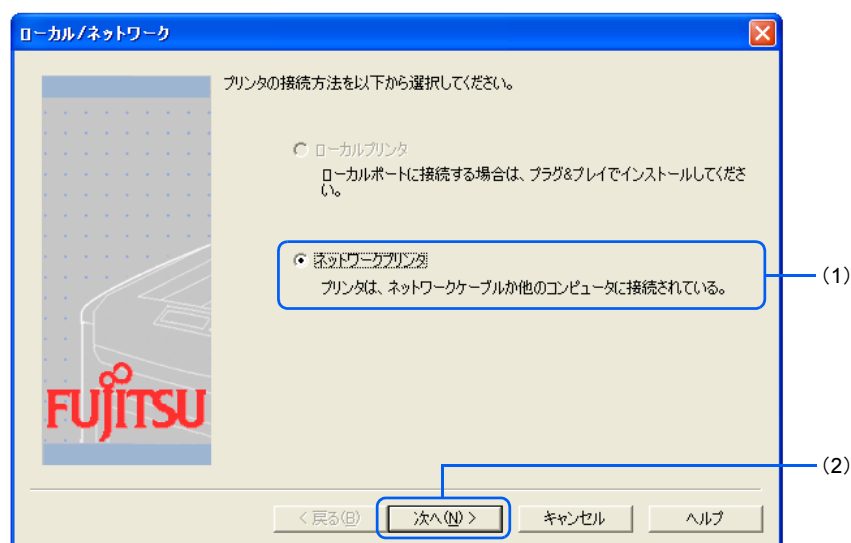 ローカル/ネットワーク
プリンタの接続方法を以下から選択してください。
ローカルプリンタ
ローカルポートに接続する場合は、プラグ&プレイでインストールしてくださ
い。
ネットワークプリンタ
プリンタは、ネットワークケーブルか他のコンピュータに接続されている。
(1)
FUJITSU
(2)
< 戻る(B)
次へ(N) >
キャンセル
ヘルプ